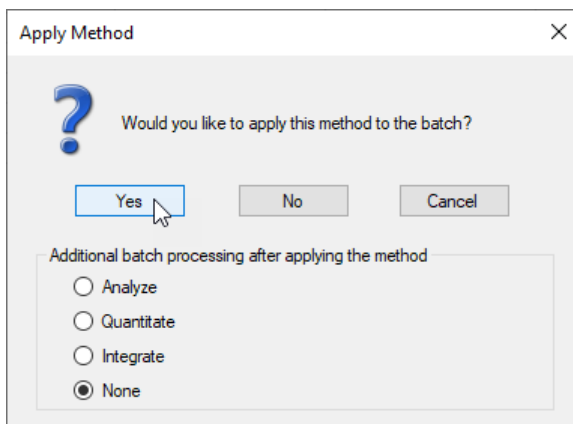 Apply Method
Would you like to apply this method to the batch?
Yes
No
Cancel
Additional batch processing after applying the method
Analyze
Quantitate
Integrate
None